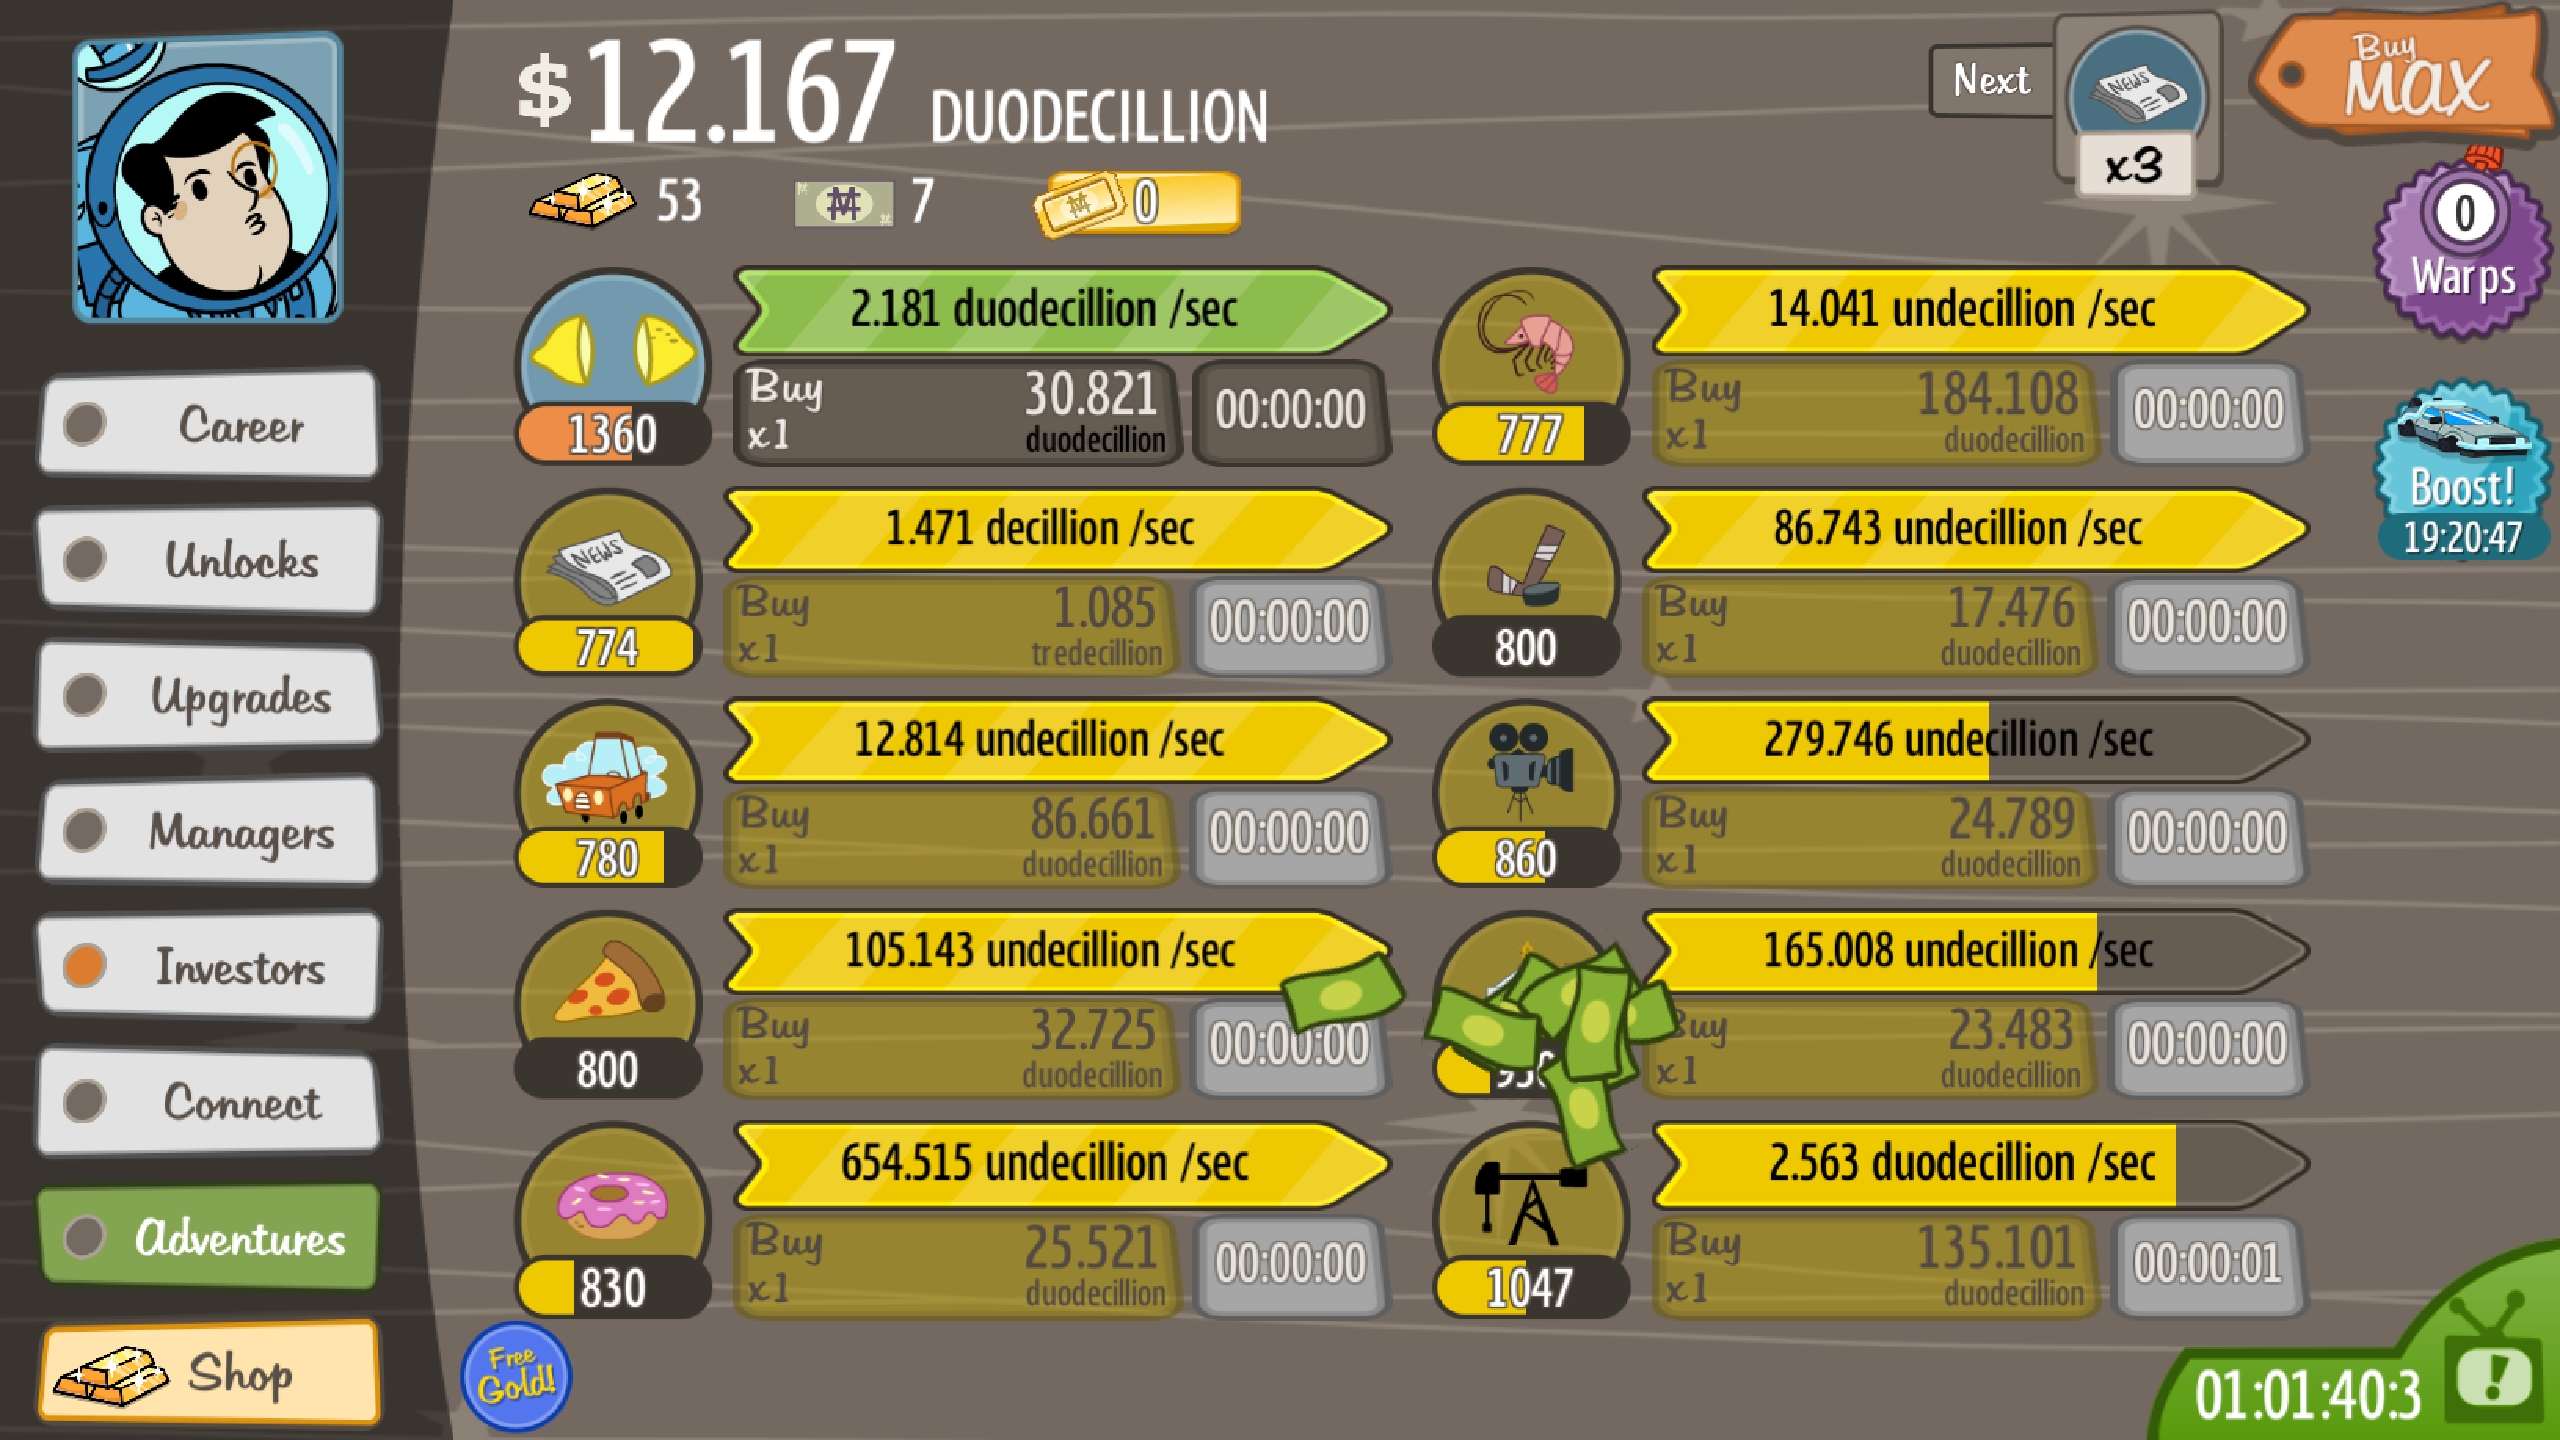 $12.167 DUODECILLION
Next
x3
Buy
MAX
53
7
0
0
Warps
Boost!
19:20:47
Career
Unlocks
Upgrades
Managers
Investors
Connect
Adventures
Shop
2.181 duodecillion /sec
1360
Buy
x1
30.821
duodecillion
00:00:00
NEWS
1.471 decillion /sec
774
Buy
x1
1.085
tredecillion
00:00:00
12.814 undecillion /sec
780
Buy
x1
86.661
duodecillion
00:00:00
105.143 undecillion /sec
800
Buy
x1
32.725
duodecillion
00:00:00
654.515 undecillion /sec
830
Buy
x1
25.521
duodecillion
00:00:00
14.041 undecillion /sec
777
Buy
x1
184.108
duodecillion
00:00:00
86.743 undecillion /sec
800
Buy
x1
17.476
duodecillion
00:00:00
279.746 undecillion /sec
860
Buy
x1
24.789
duodecillion
00:00:00
165.008 undecillion /sec
Buy
x1
23.483
duodecillion
00:00:00
2.563 duodecillion /sec
1047
Buy
x1
135.101
duodecillion
00:00:01
Free
Gold!
01:01:40:3
NEWS